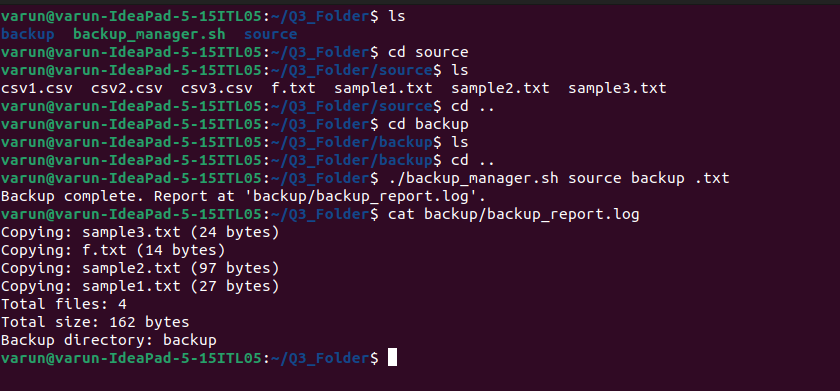 varun@varun-IdeaPad-5-15ITL05:~/Q3_Folder$ ls
backup  backup_manager.sh  source
varun@varun-IdeaPad-5-15ITL05:~/Q3_Folder$ cd source
varun@varun-IdeaPad-5-15ITL05:~/Q3_Folder/source$ ls
csv1.csv  csv2.csv  csv3.csv  f.txt  sample1.txt  sample2.txt  sample3.txt
varun@varun-IdeaPad-5-15ITL05:~/Q3_Folder/source$ cd ..
varun@varun-IdeaPad-5-15ITL05:~/Q3_Folder$ cd backup
varun@varun-IdeaPad-5-15ITL05:~/Q3_Folder/backup$ ls
varun@varun-IdeaPad-5-15ITL05:~/Q3_Folder/backup$ cd ..
varun@varun-IdeaPad-5-15ITL05:~/Q3_Folder$ ./backup_manager.sh source backup .txt
Backup complete. Report at 'backup/backup_report.log'.
varun@varun-IdeaPad-5-15ITL05:~/Q3_Folder$ cat backup/backup_report.log
Copying: sample3.txt (24 bytes)
Copying: f.txt (14 bytes)
Copying: sample2.txt (97 bytes)
Copying: sample1.txt (27 bytes)
Total files: 4
Total size: 162 bytes
Backup directory: backup
varun@varun-IdeaPad-5-15ITL05:~/Q3_Folder$